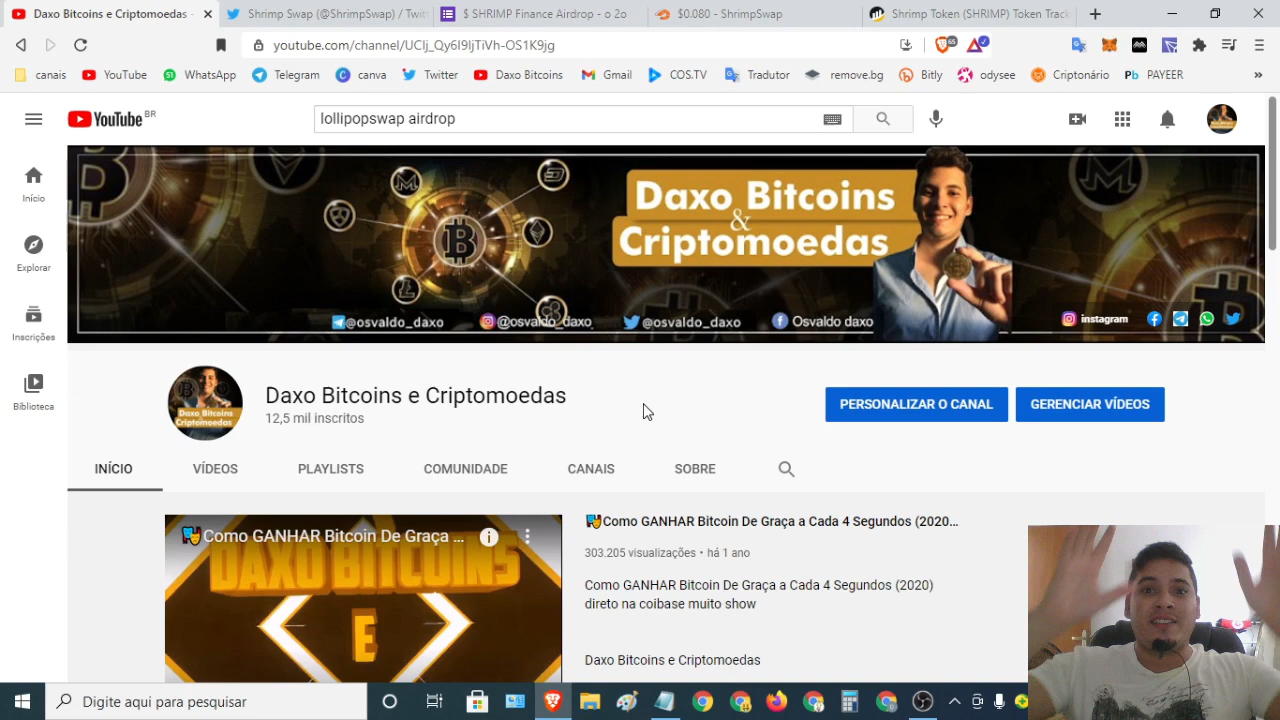 Daxo Bitcoins e Criptomoedas -
Shrimp Swap (@ShrimpSwap) / Twit
$ SHRIMP Finance Airdrop - o 2o
$0.080 - ShrimpSwap
Shrimp Token (SHRIMP) Token Track
youtube.com/channel/UCIj_Qy6I9IjTiVh-OS1K9jg
canais
YouTube
WhatsApp
Telegram
canva
Twitter
Daxo Bitcoins
Gmail
COS.TV
Tradutor
remove.bg
Bitly
odysee
Criptonário
Pb PAYEER
YouTube BR
lollipopswap airdrop
Início
Explorar
Inscrições
Biblioteca
Daxo Bitcoins
&
Criptomoedas
@osvaldo_daxo
@osvaldo_daxo
@osvaldo_daxo
Osvaldo daxo
instagram
Daxo Bitcoins
Criptomoedas
Daxo Bitcoins e Criptomoedas
12,5 mil inscritos
PERSONALIZAR O CANAL
GERENCIAR VÍDEOS
INÍCIO
VÍDEOS
PLAYLISTS
COMUNIDADE
CANAIS
SOBRE
Como GANHAR Bitcoin De Graça ...
DAXO BITCOINS
E
Como GANHAR Bitcoin De Graça a Cada 4 Segundos (2020...
303.205 visualizações • há 1 ano
Como GANHAR Bitcoin De Graça a Cada 4 Segundos (2020)
direto na coibase muito show
Daxo Bitcoins e Criptomoedas
Digite aqui para pesquisar